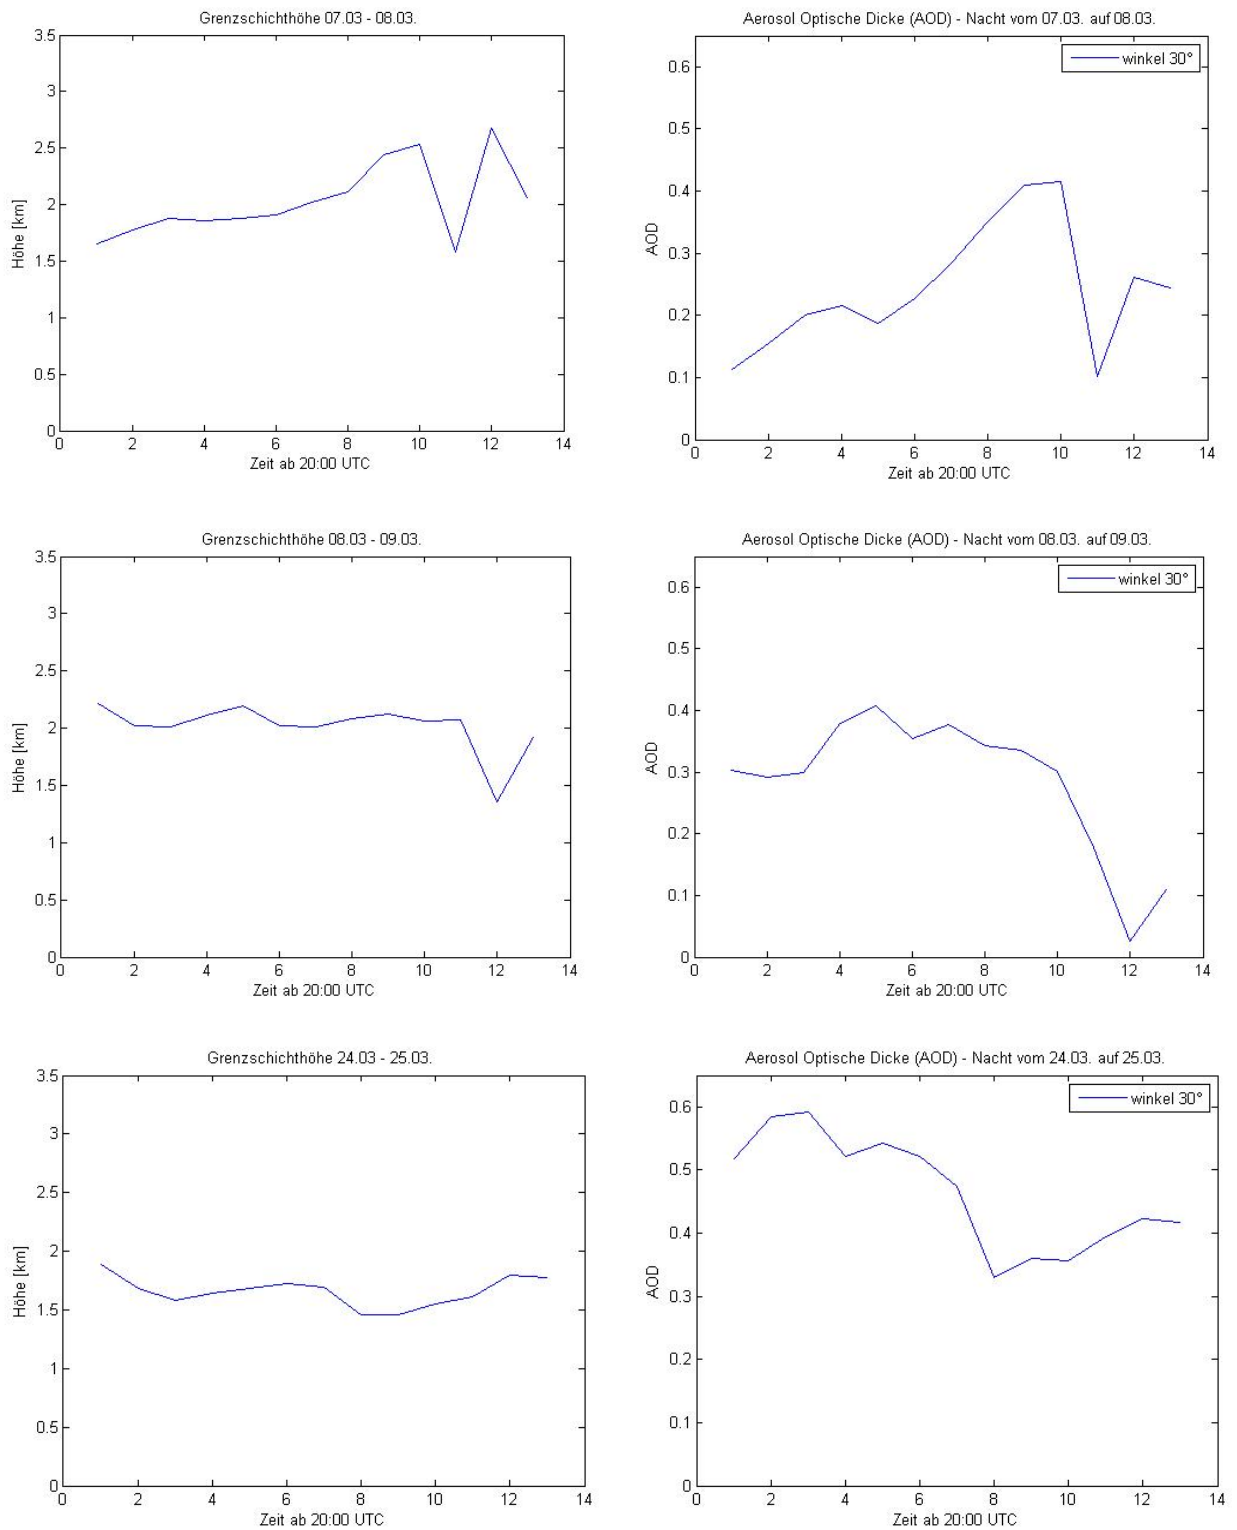 Grenzschichthöhe 07.03 - 08.03.
3.5
3
2.5
2
1.5
1
0.5
0
Höhe [km]
0 2 4 6 8 10 12 14
Zeit ab 20:00 UTC
Aerosol Optische Dicke (AOD) - Nacht vom 07.03. auf 08.03.
winkel 30°
0.6
0.5
0.4
0.3
0.2
0.1
0
AOD
0 2 4 6 8 10 12 14
Zeit ab 20:00 UTC
Grenzschichthöhe 08.03 - 09.03.
3.5
3
2.5
2
1.5
1
0.5
0
Höhe [km]
0 2 4 6 8 10 12 14
Zeit ab 20:00 UTC
Aerosol Optische Dicke (AOD) - Nacht vom 08.03. auf 09.03.
winkel 30°
0.6
0.5
0.4
0.3
0.2
0.1
0
AOD
0 2 4 6 8 10 12 14
Zeit ab 20:00 UTC
Grenzschichthöhe 24.03 - 25.03.
3.5
3
2.5
2
1.5
1
0.5
0
Höhe [km]
0 2 4 6 8 10 12 14
Zeit ab 20:00 UTC
Aerosol Optische Dicke (AOD) - Nacht vom 24.03. auf 25.03.
winkel 30°
0.6
0.5
0.4
0.3
0.2
0.1
0
AOD
0 2 4 6 8 10 12 14
Zeit ab 20:00 UTC